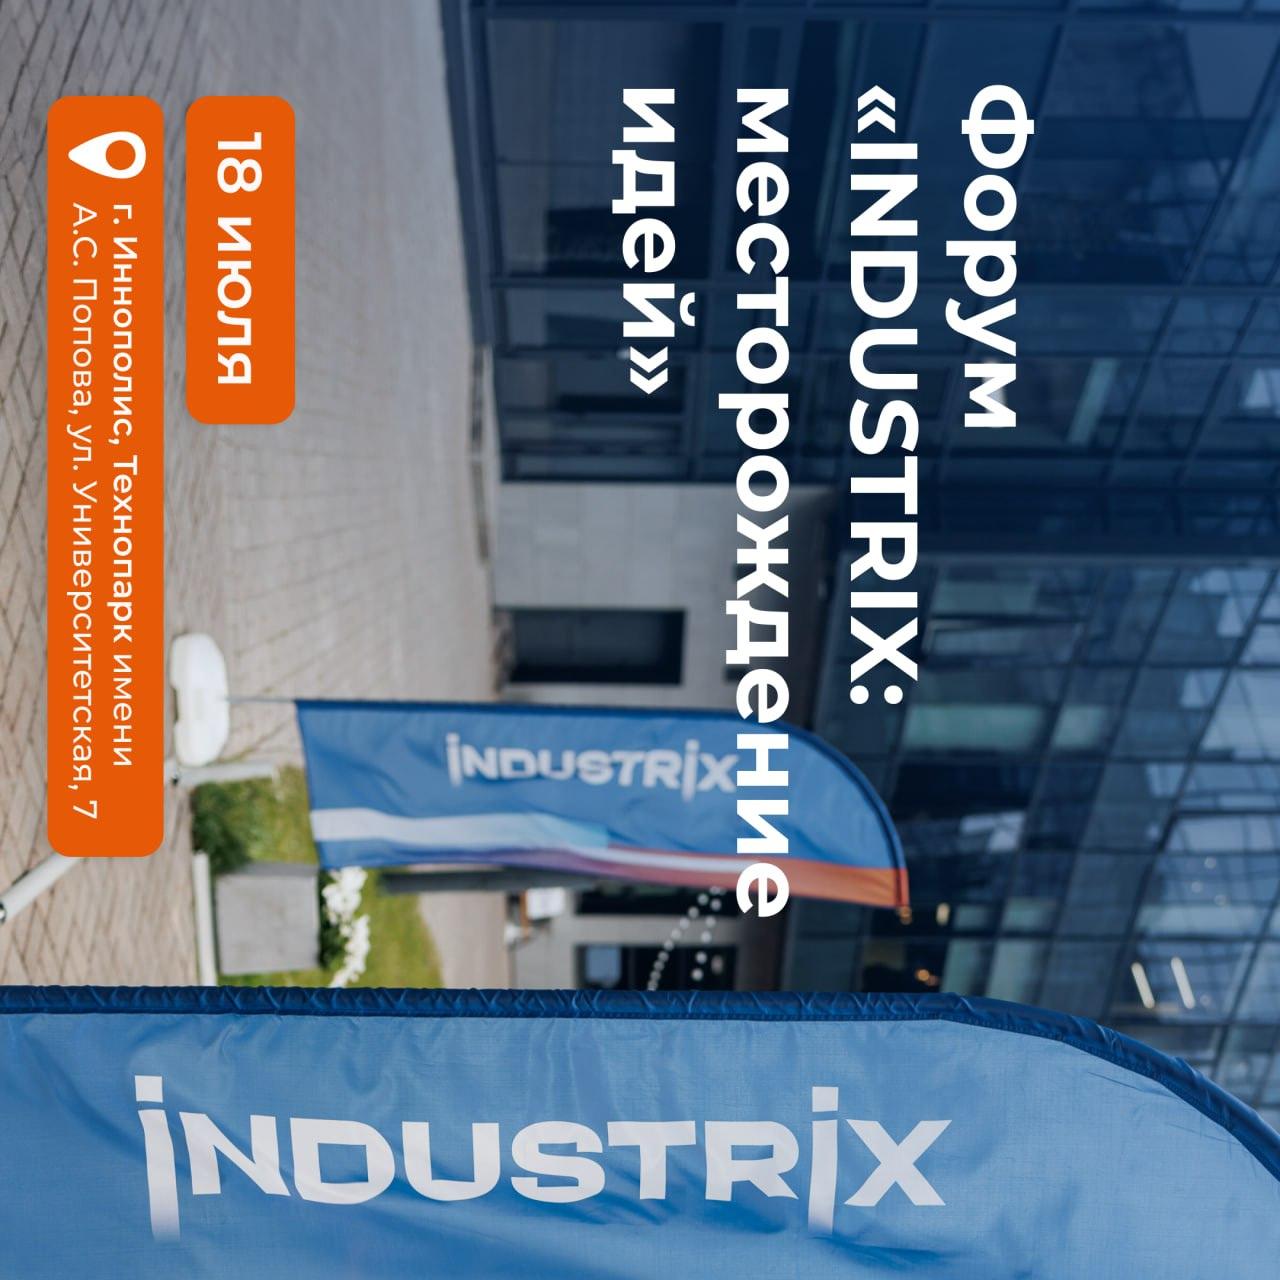 Форум
«INDUSTRIX:
месторождение
идей»
18 июля
г. Иннополис, Технопарк имени
А.С. Попова, ул. Университетская, 7
INDUSTRIX
INDUSTRIX